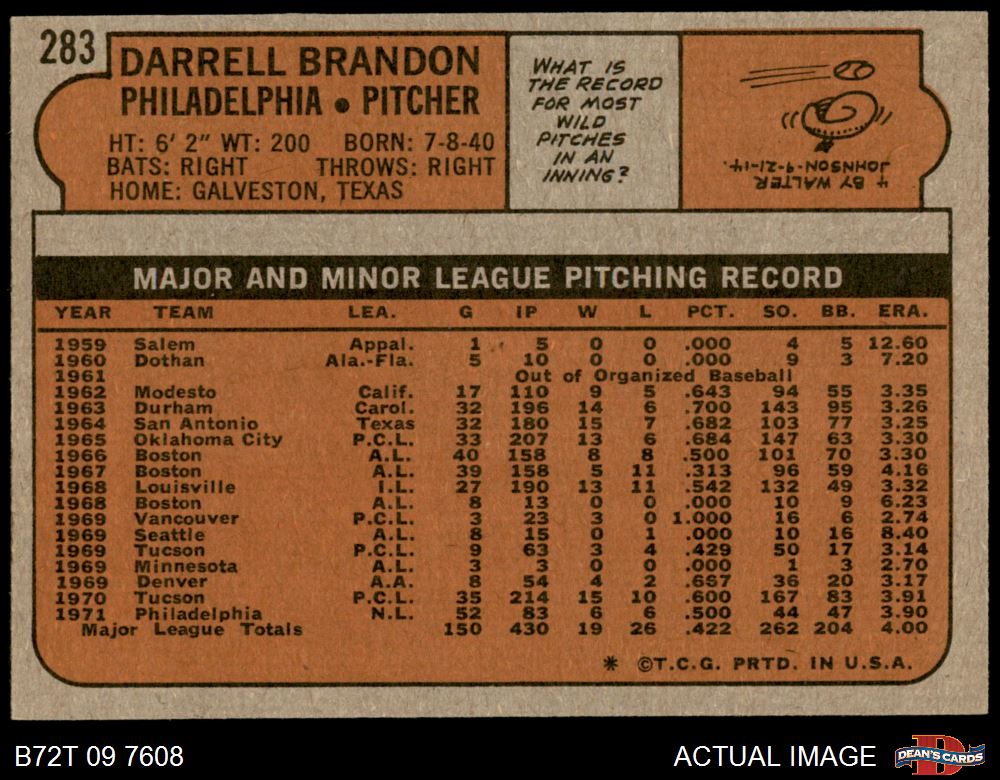 283
DARRELL BRANDON
PHILADELPHIA • PITCHER
HT: 6' 2" WT: 200 BORN: 7-8-40
BATS: RIGHT THROWS: RIGHT
HOME: GALVESTON, TEXAS
WHAT IS
THE RECORD
FOR MOST
WILD
PITCHES
IN AN
INNING?
4 BY WALTER
JOHNSON-9-21-14.
MAJOR AND MINOR LEAGUE PITCHING RECORD
YEAR TEAM LEA. G IP W L PCT. SO. BB. ERA.
1959 Salem Appal. 1 5 0 0 .000 4 5 12.60
1960 Dothan Ala.-Fla. 5 10 0 0 .000 9 3 7.20
1961 Out of Organized Baseball
1962 Modesto Calif. 17 110 9 5 .643 94 55 3.35
1963 Durham Carol. 32 196 14 6 .700 143 95 3.26
1964 San Antonio Texas 32 180 15 7 .682 103 77 3.25
1965 Oklahoma City P.C.L. 33 207 13 6 .684 147 63 3.30
1966 Boston A.L. 40 158 8 8 .500 101 70 3.30
1967 Boston A.L. 39 158 5 11 .313 96 59 4.16
1968 Louisville I.L. 27 190 13 11 .542 132 49 3.32
1968 Boston A.L. 8 13 0 0 .000 10 9 6.23
1969 Vancouver P.C.L. 3 23 3 0 1.000 16 6 2.74
1969 Seattle A.L. 8 15 0 1 .000 10 16 8.40
1969 Tucson P.C.L. 9 63 3 4 .429 50 17 3.14
1969 Minnesota A.L. 3 3 0 0 .000 1 3 2.70
1969 Denver A.A. 8 54 4 2 .667 36 20 3.17
1970 Tucson P.C.L. 35 214 15 10 .600 167 83 3.91
1971 Philadelphia N.L. 52 83 6 6 .500 44 47 3.90
Major League Totals 150 430 19 26 .422 262 204 4.00
* ©T.C.G. PRTD. IN U.S.A.
B72T 09 7608
ACTUAL IMAGE
DEAN'S CARDS